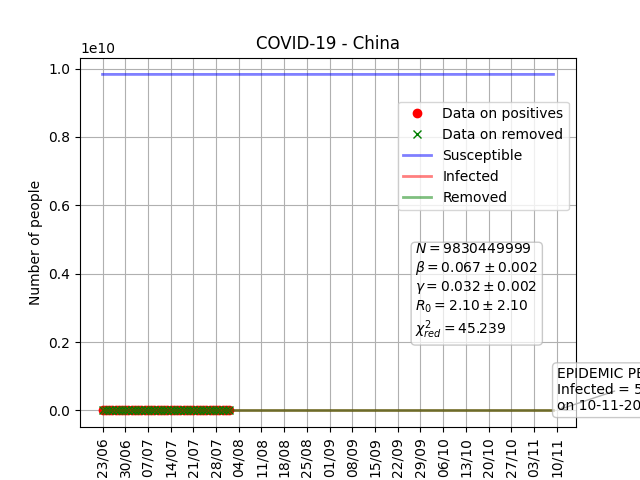 COVID-19 - China
1e10
1.0
0.8
0.6
0.4
0.2
0.0
Number of people
Data on positives
Data on removed
Susceptible
Infected
Removed
N = 9830449999
β = 0.067 ± 0.002
γ = 0.032 ± 0.002
R₀ = 2.10 ± 2.10
χ²red = 45.239
EPIDEMIC PE
Infected = 5
on 10-11-20
23/06
30/06
07/07
14/07
21/07
28/07
04/08
11/08
18/08
25/08
01/09
08/09
15/09
22/09
29/09
06/10
13/10
20/10
27/10
03/11
10/11